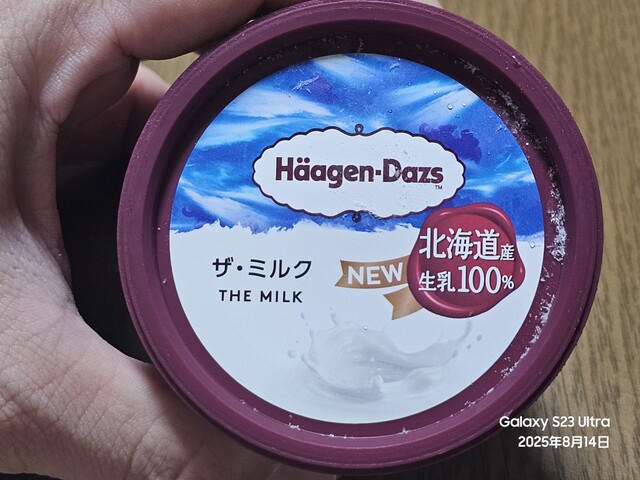 Häagen-Dazs
TM
ザ・ミルク
THE MILK
NEW
北海道産
生乳100%
Galaxy S23 Ultra
2025年8月14日